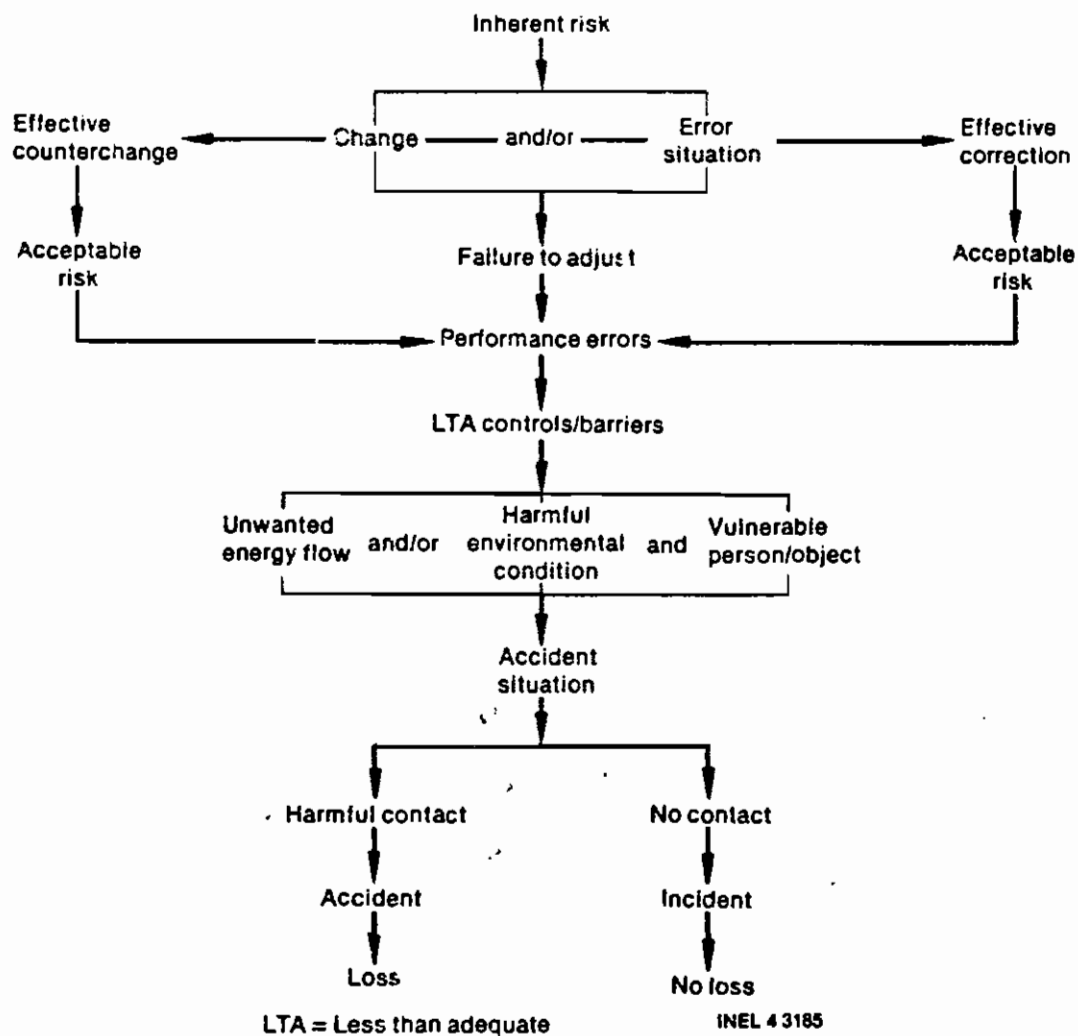 Inherent risk
Effective
counterchange
Change and/or Error
situation
Effective
correction
Acceptable
risk
Failure to adjust
Acceptable
risk
Performance errors
LTA controls/barriers
Unwanted
energy flow
and/or
Harmful
environmental
condition
and
Vulnerable
person/object
Accident
situation
Harmful contact
No contact
Accident
Incident
Loss
No loss
LTA = Less than adequate
INEL 4 3185